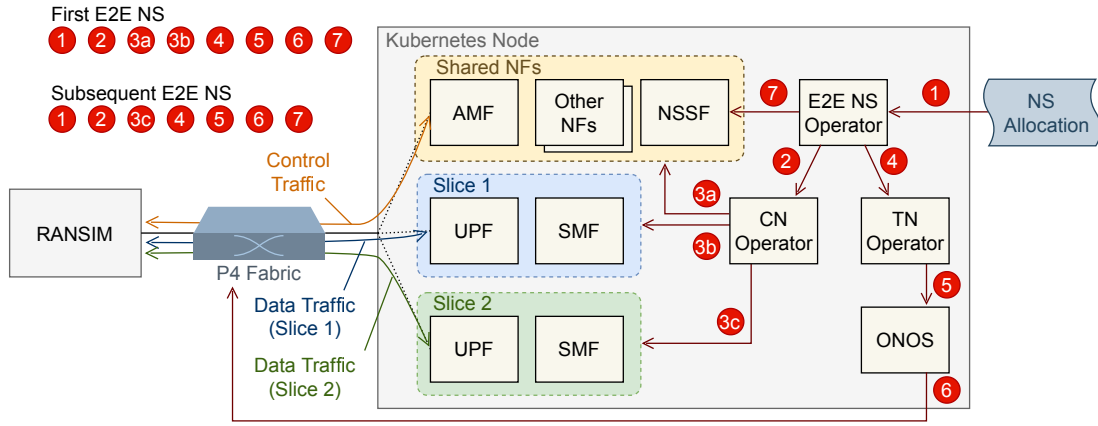 First E2E NS
1 2 3a 3b 4 5 6 7
Subsequent E2E NS
1 2 3c 4 5 6 7
Kubernetes Node
Shared NFs
AMF
Other
NFs
NSSF
7
E2E NS
Operator
1
NS
Allocation
2
4
Control
Traffic
Slice 1
UPF
SMF
3a
3b
CN
Operator
TN
Operator
RANSIM
P4 Fabric
Data Traffic
(Slice 1)
5
Slice 2
UPF
SMF
3c
ONOS
Data Traffic
(Slice 2)
6